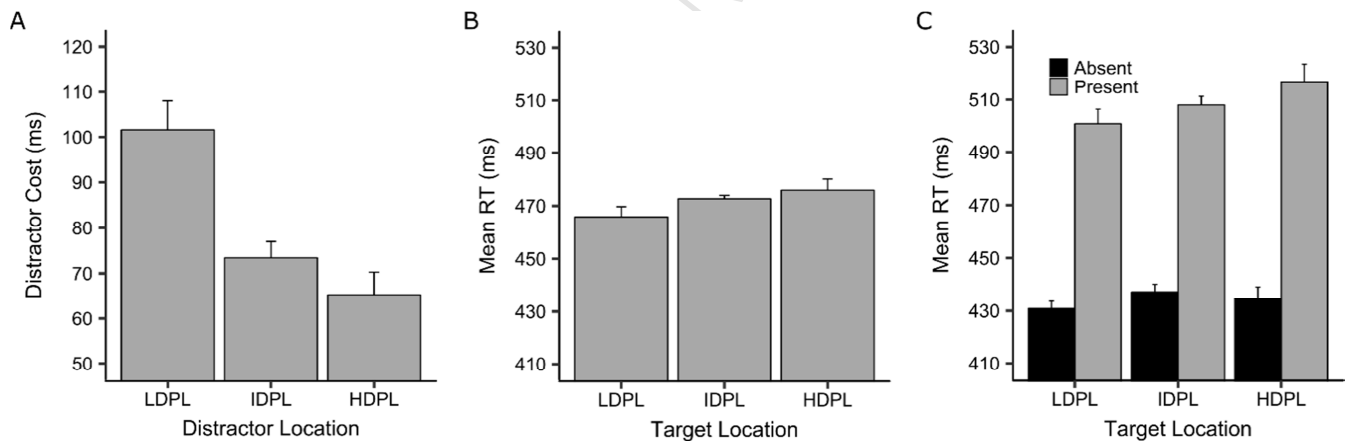 A
Distractor Cost (ms)
120
110
100
90
80
70
60
50
LDPL
IDPL
HDPL
Distractor Location
B
Mean RT (ms)
530
510
490
470
450
430
410
LDPL
IDPL
HDPL
Target Location
C
Mean RT (ms)
530
510
490
470
450
430
410
Absent
Present
LDPL
IDPL
HDPL
Target Location